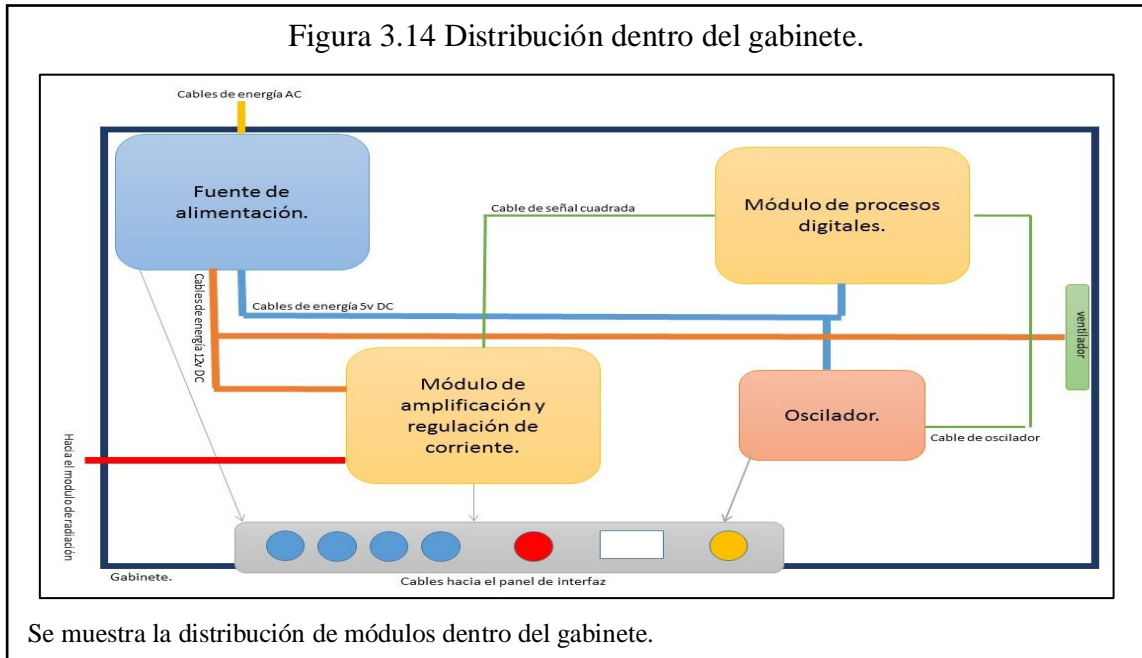 Figura 3.14 Distribución dentro del gabinete.
Cables de energía AC
Fuente de
alimentación.
Cable de señal cuadrada
Módulo de procesos
digitales.
Cables de energía 5v DC
Cables de energía 12v DC
ventilador
Módulo de
amplificación y
regulación de
corriente.
Oscilador.
Cable de oscilador
Hacia el modulo de radiación
Gabinete.
Cables hacia el panel de interfaz
Se muestra la distribución de módulos dentro del gabinete.